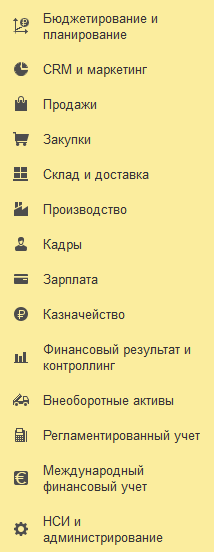 Бюджетирование и
планирование
CRM и маркетинг
Продажи
Закупки
Склад и доставка
Производство
Кадры
Зарплата
Казначейство
Финансовый результат и
контроллинг
Внеоборотные активы
Регламентированный учет
Международный
финансовый учет
НСИ и
администрирование